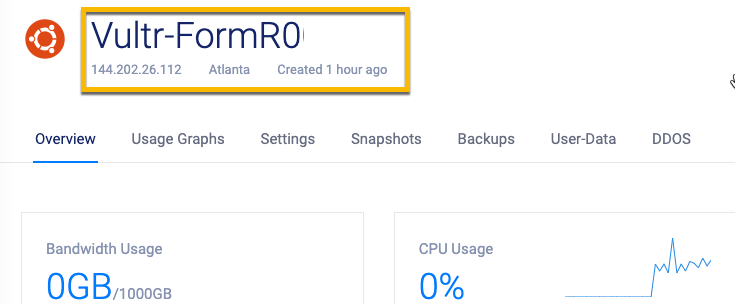 Vultr-FormR0
144.202.26.112 Atlanta Created 1 hour ago
Overview Usage Graphs Settings Snapshots Backups User-Data DDOS
Bandwidth Usage CPU Usage
0GB/1000GB 0%